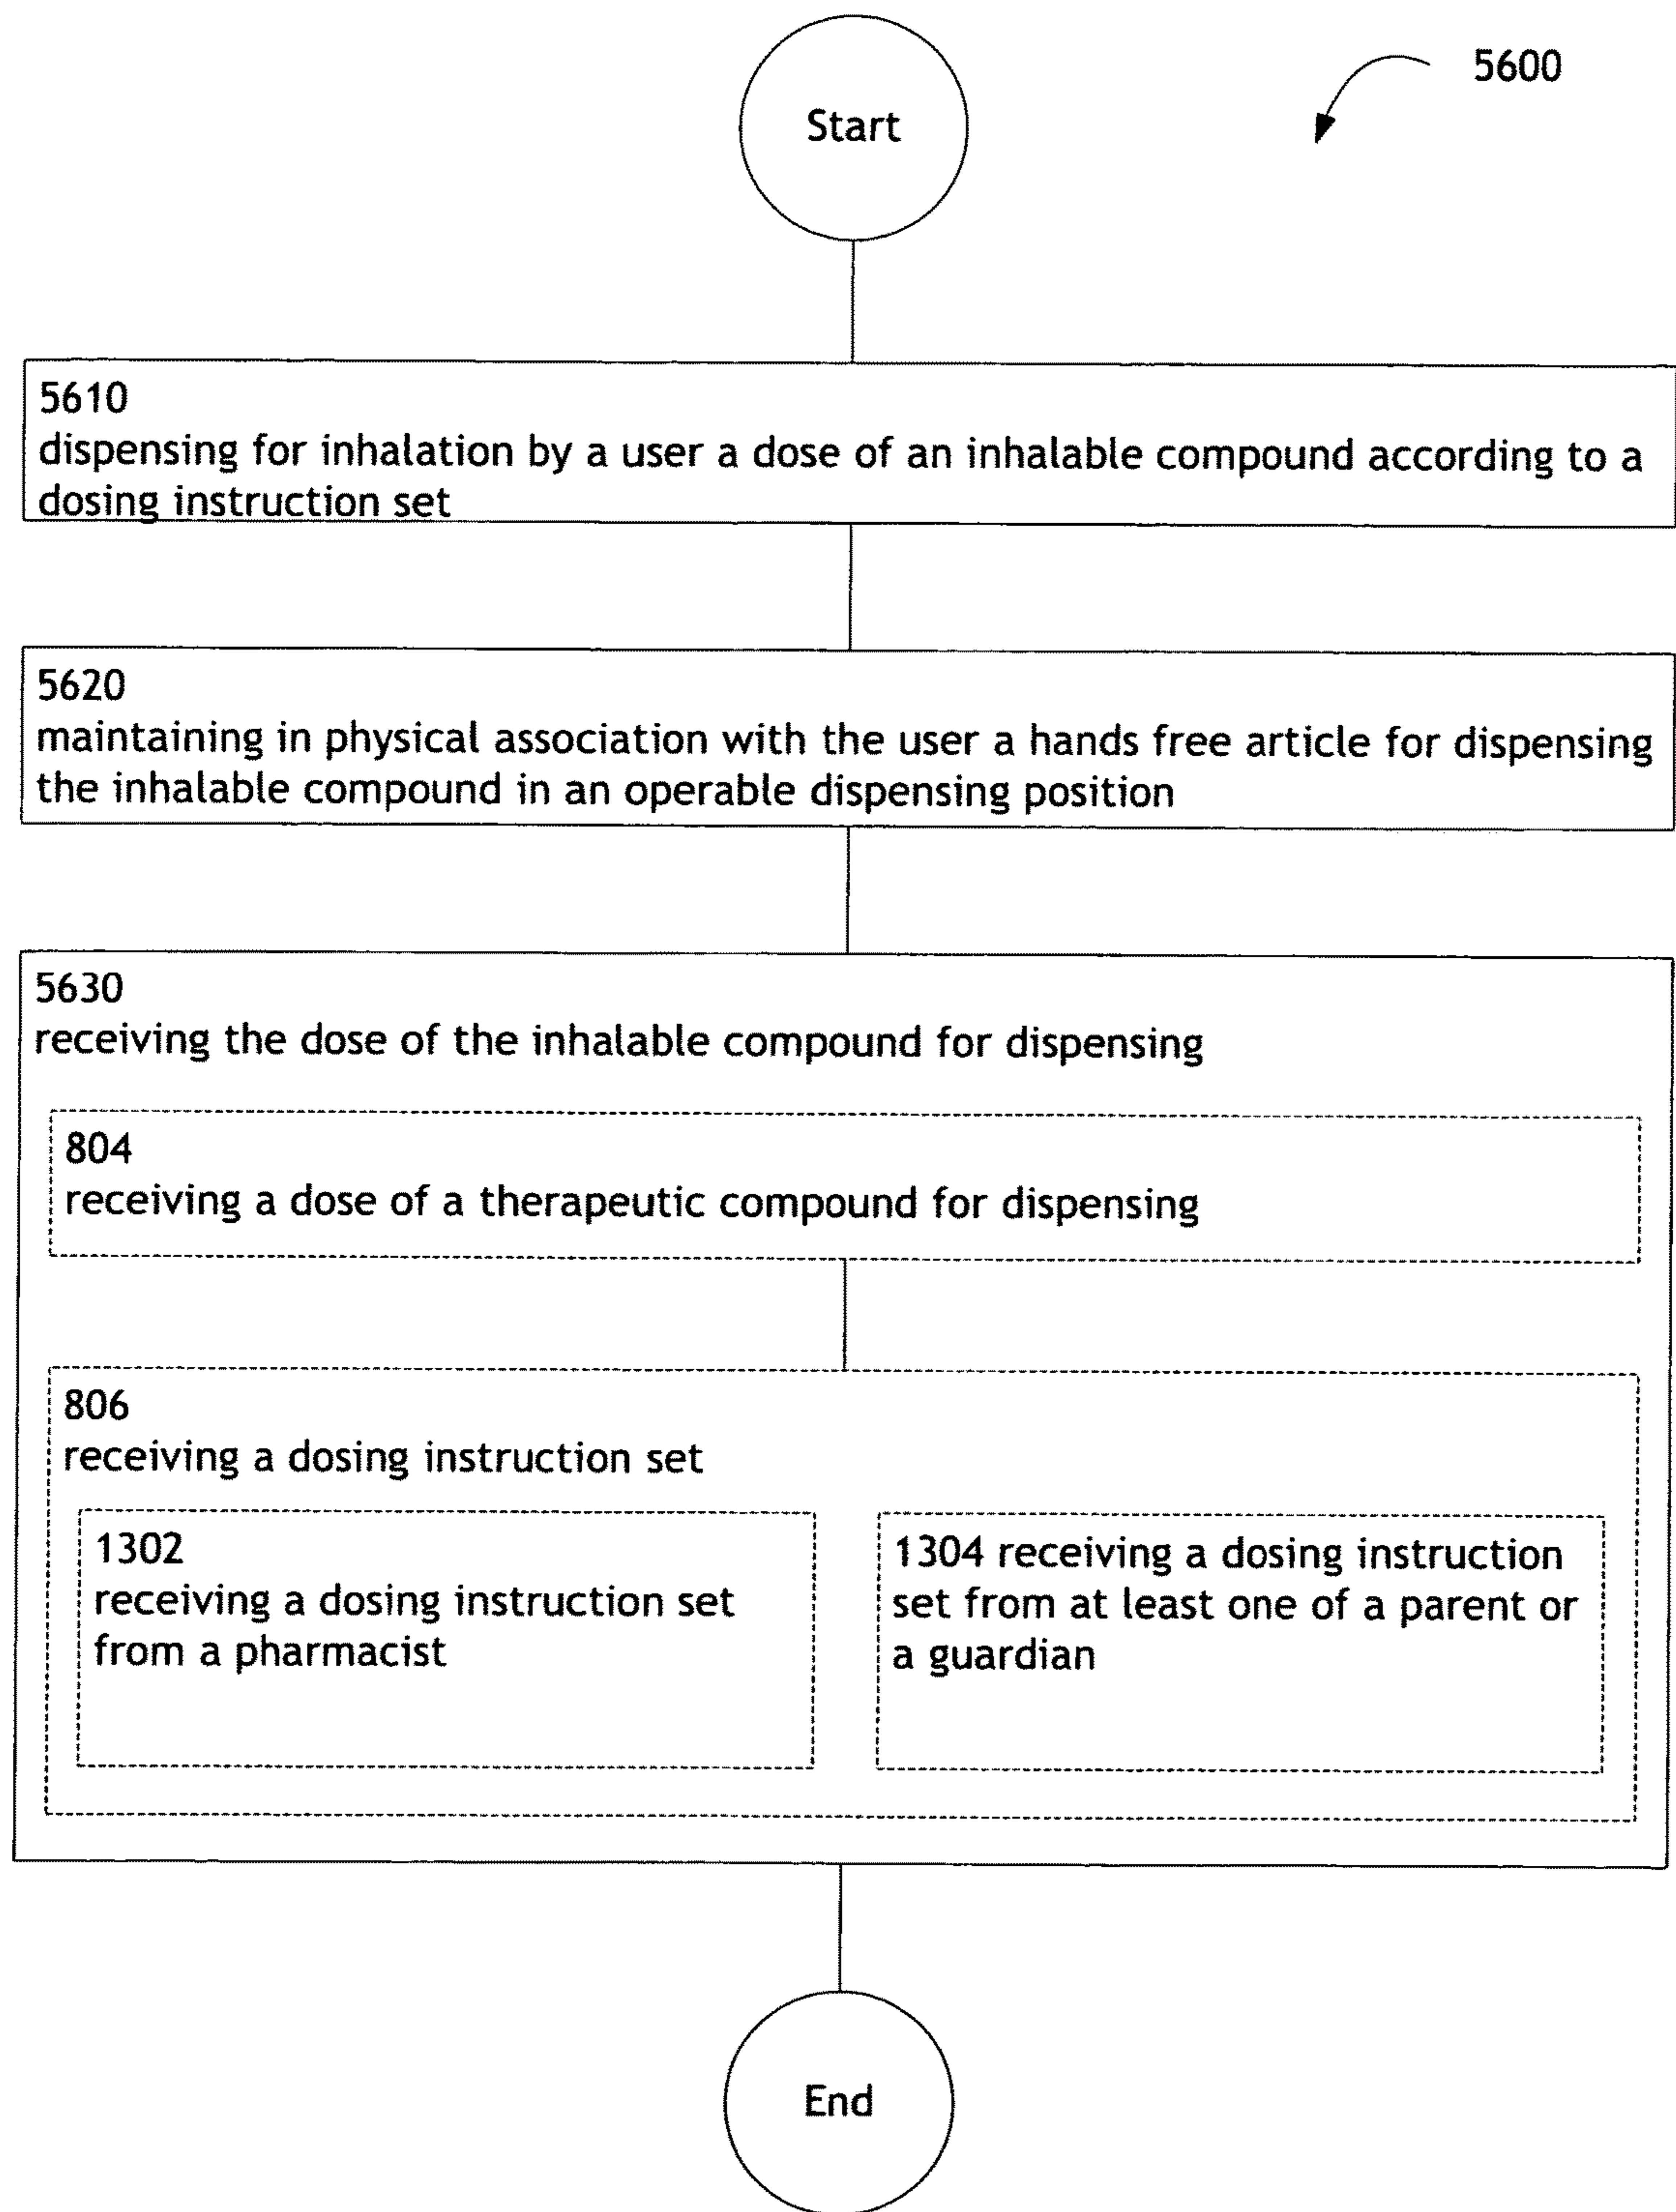 Start
5600
5610
dispensing for inhalation by a user a dose of an inhalable compound according to a
dosing instruction set
5620
maintaining in physical association with the user a hands free article for dispensing
the inhalable compound in an operable dispensing position
5630
receiving the dose of the inhalable compound for dispensing
804
receiving a dose of a therapeutic compound for dispensing
806
receiving a dosing instruction set
1302
receiving a dosing instruction set
from a pharmacist
1304 receiving a dosing instruction
set from at least one of a parent or
a guardian
End